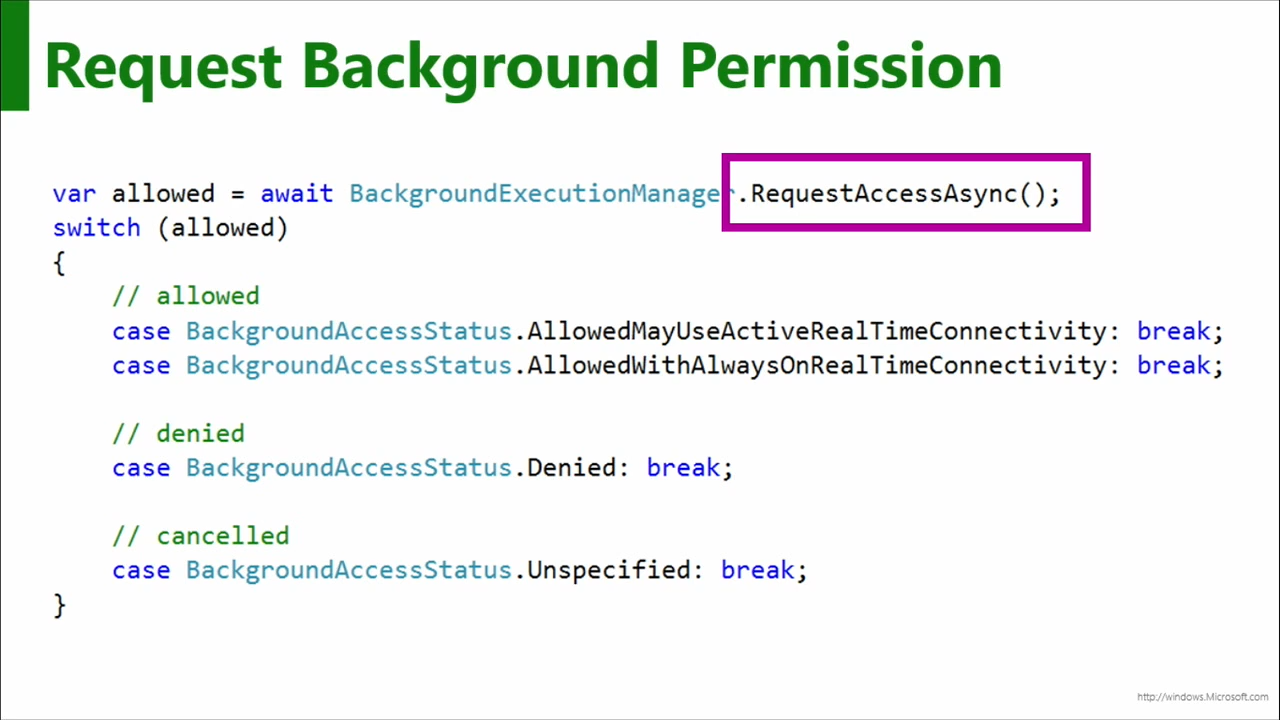 Request Background Permission
var allowed = await BackgroundExecutionManager.RequestAccessAsync();
switch (allowed)
{
// allowed
case BackgroundAccessStatus.AllowedMayUseActiveRealTimeConnectivity: break;
case BackgroundAccessStatus.AllowedWithAlwaysOnRealTimeConnectivity: break;
// denied
case BackgroundAccessStatus.Denied: break;
// cancelled
case BackgroundAccessStatus.Unspecified: break;
}
http://windows.Microsoft.com